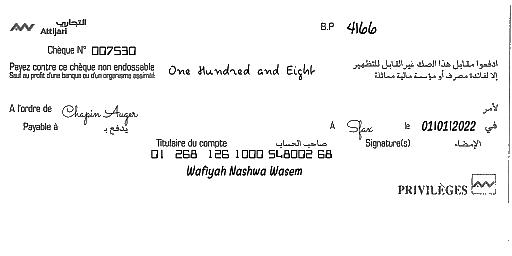 التجاري
Attijari
B.P 4166
Chèque N° 007530
Payez contre ce chèque non endossable
Sauf au profit d'une banque ou d'un organisme assimilé
One Hundred and Eight
ادفعوا مقابل هذا الصك غير القابل للتظهير
إلا لفائدة مصرف أو مؤسسة مالية مماثلة
A l'ordre de Chapin Auger لأمر
Payable à يدفع بـ A Sfax le 01/01/2022 في
Titulaire du compte صاحب الحساب Signature(s) الإمضاء
01 268 126 1000 548002 68
Wafiyah Nashwa Wasem
PRIVILÈGES